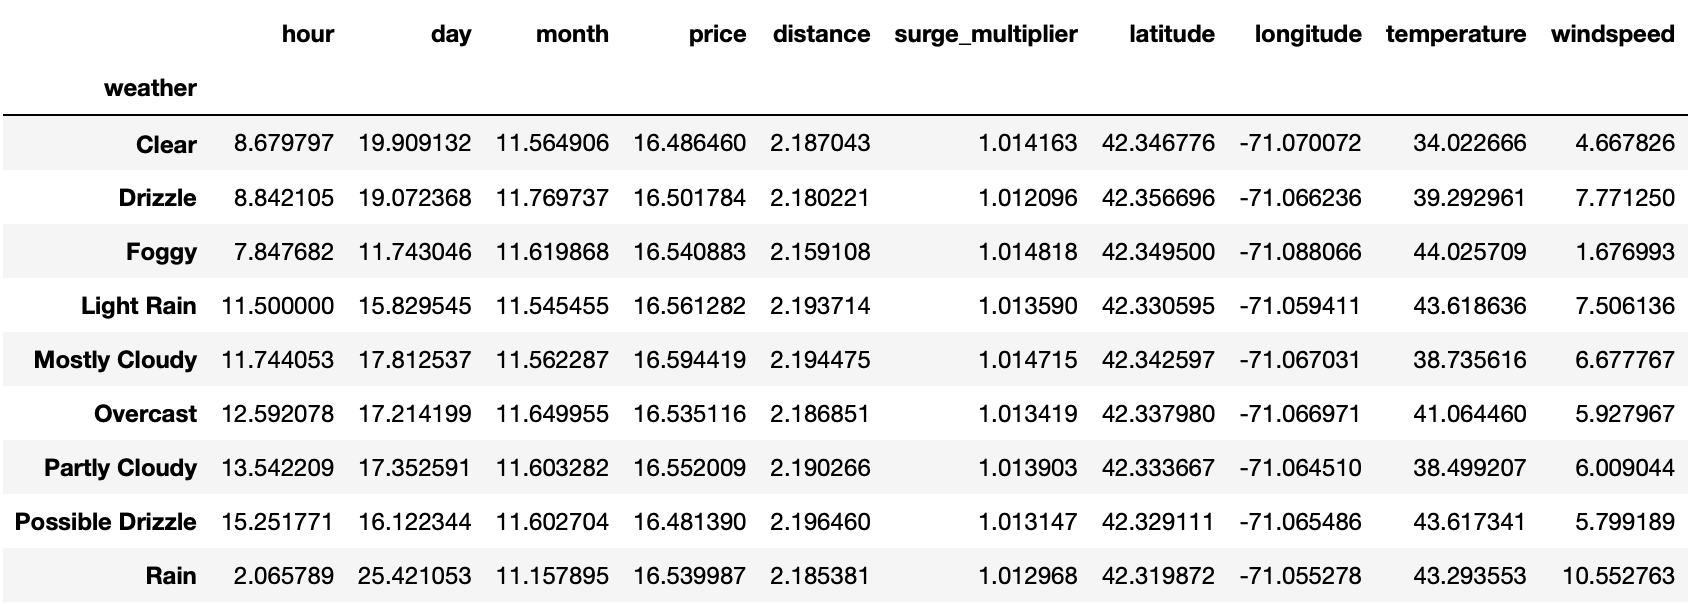 hour day month price distance surge_multiplier latitude longitude temperature windspeed
weather
Clear 8.679797 19.909132 11.564906 16.486460 2.187043 1.014163 42.346776 -71.070072 34.022666 4.667826
Drizzle 8.842105 19.072368 11.769737 16.501784 2.180221 1.012096 42.356696 -71.066236 39.292961 7.771250
Foggy 7.847682 11.743046 11.619868 16.540883 2.159108 1.014818 42.349500 -71.088066 44.025709 1.676993
Light Rain 11.500000 15.829545 11.545455 16.561282 2.193714 1.013590 42.330595 -71.059411 43.618636 7.506136
Mostly Cloudy 11.744053 17.812537 11.562287 16.594419 2.194475 1.014715 42.342597 -71.067031 38.735616 6.677767
Overcast 12.592078 17.214199 11.649955 16.535116 2.186851 1.013419 42.337980 -71.066971 41.064460 5.927967
Partly Cloudy 13.542209 17.352591 11.603282 16.552009 2.190266 1.013903 42.333667 -71.064510 38.499207 6.009044
Possible Drizzle 15.251771 16.122344 11.602704 16.481390 2.196460 1.013147 42.329111 -71.065486 43.617341 5.799189
Rain 2.065789 25.421053 11.157895 16.539987 2.185381 1.012968 42.319872 -71.055278 43.293553 10.552763